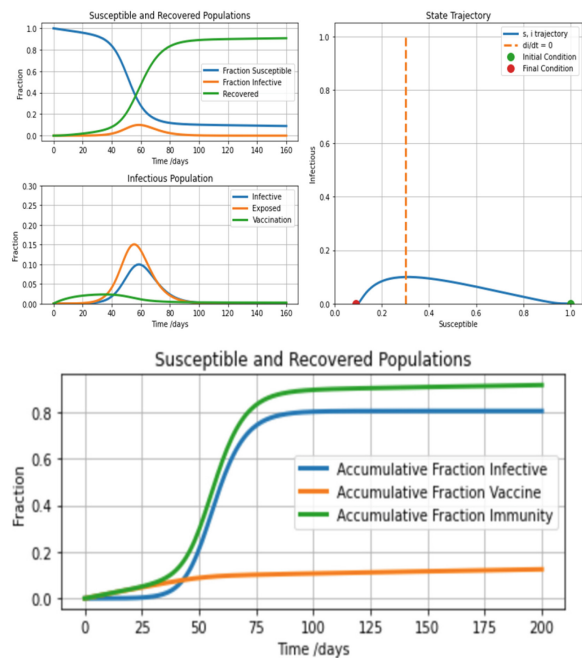 Susceptible and Recovered Populations
Fraction
1.0
0.8
0.6
0.4
0.2
0.0
Fraction Susceptible
Fraction Infective
Recovered
0 20 40 60 80 100 120 140 160
Time /days
Infectious Population
Fraction
0.30
0.25
0.20
0.15
0.10
0.05
0.00
Infective
Exposed
Vaccination
0 20 40 60 80 100 120 140 160
Time /days
State Trajectory
Infectious
1.0
0.8
0.6
0.4
0.2
0.0
s, i trajectory
di/dt = 0
Initial Condition
Final Condition
0.0 0.2 0.4 0.6 0.8 1.0
Susceptible
Susceptible and Recovered Populations
Fraction
0.8
0.6
0.4
0.2
0.0
Accumulative Fraction Infective
Accumulative Fraction Vaccine
Accumulative Fraction Immunity
0 25 50 75 100 125 150 175 200
Time /days